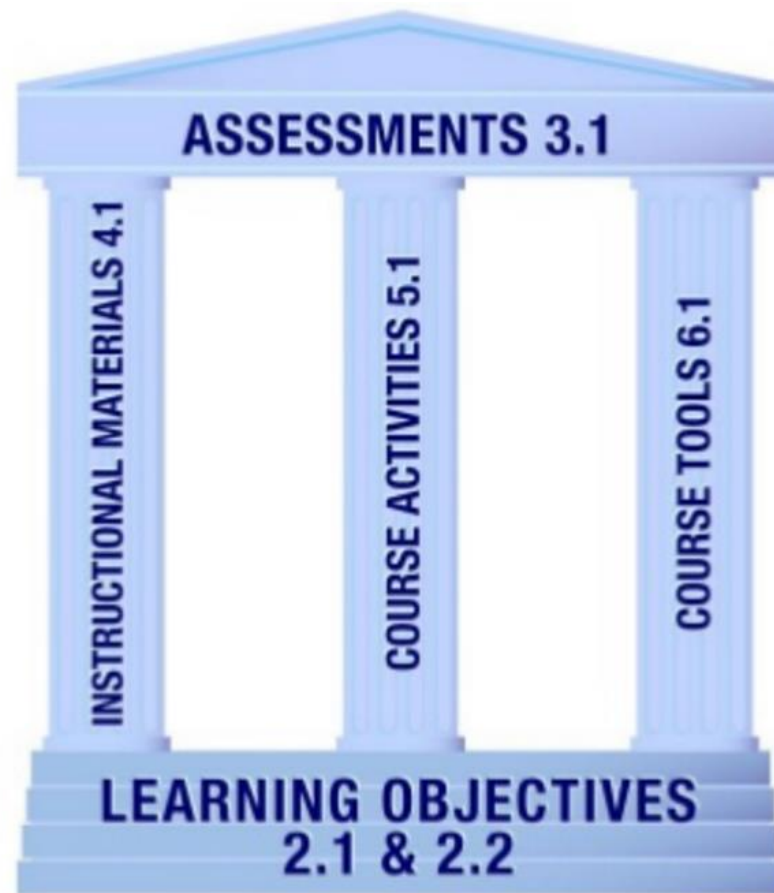 ASSESSMENTS 3.1
INSTRUCTIONAL MATERIALS 4.1
COURSE ACTIVITIES 5.1
COURSE TOOLS 6.1
LEARNING OBJECTIVES
2.1 & 2.2